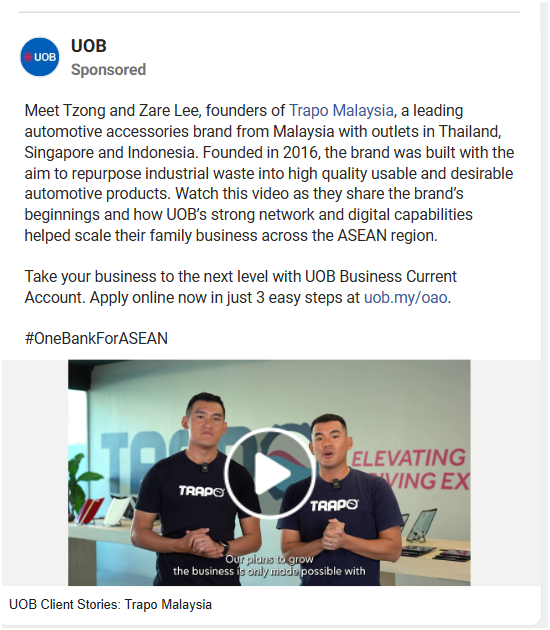 UOB
UOB
Sponsored
Meet Tzong and Zare Lee, founders of Trapo Malaysia, a leading
automotive accessories brand from Malaysia with outlets in Thailand,
Singapore and Indonesia. Founded in 2016, the brand was built with the
aim to repurpose industrial waste into high quality usable and desirable
automotive products. Watch this video as they share the brand's
beginnings and how UOB's strong network and digital capabilities
helped scale their family business across the ASEAN region.
Take your business to the next level with UOB Business Current
Account. Apply online now in just 3 easy steps at uob.my/oao.
#OneBankForASEAN
TRAPO
ELEVATING
IVING EX
TRAPO
TRAPO
Our plans to grow
the business is only made possible with
UOB Client Stories: Trapo Malaysia